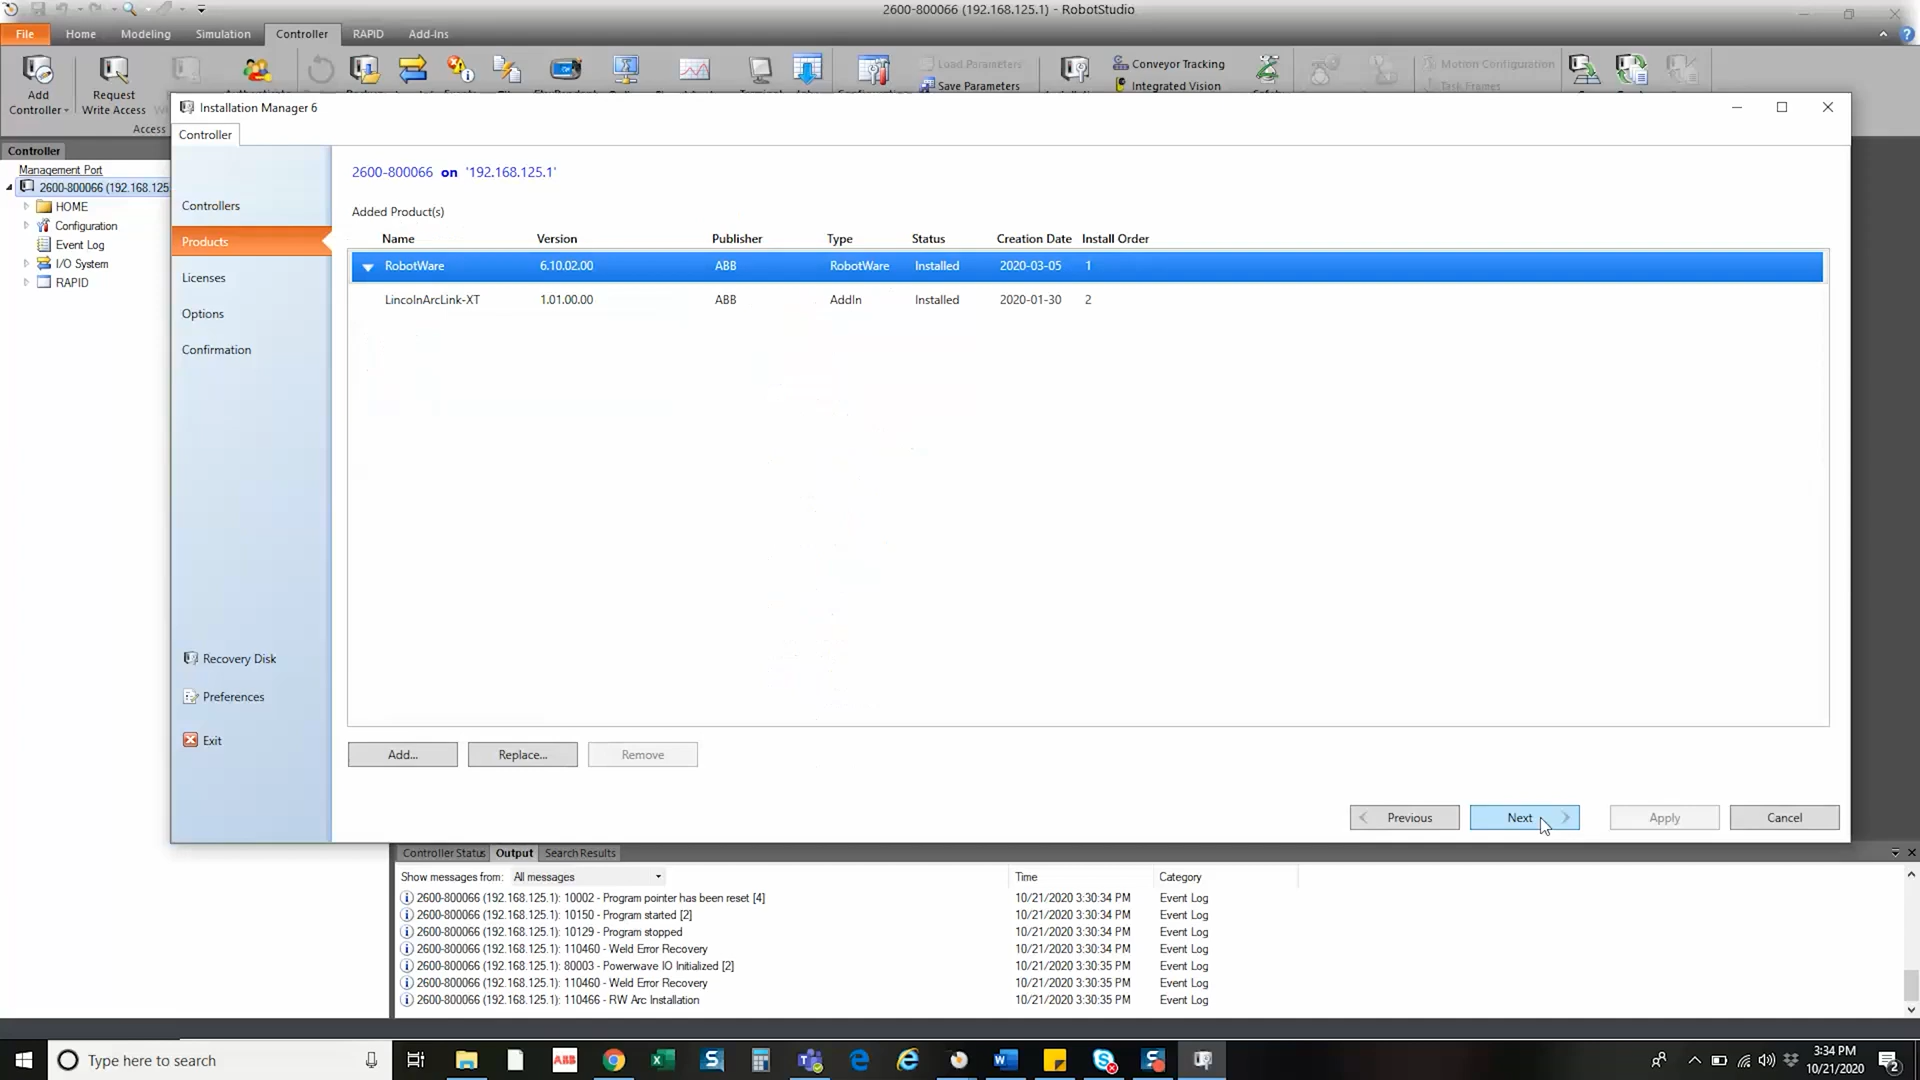 2600-800066 (192.168.125.1) - RobotStudio
File Home Modeling Simulation Controller RAPID Add-Ins
Add Controller
Request Write Access
Access
Load Parameters
Save Parameters
Conveyor Tracking
Integrated Vision
Motion Configuration
Disk Frames
Installation Manager 6
Controller
Controller
Management Port
2600-800066 (192.168.125
HOME
Configuration
Event Log
I/O System
RAPID
Controllers
Products
Licenses
Options
Confirmation
Recovery Disk
Preferences
Exit
2600-800066 on '192.168.125.1'
Added Product(s)
Name Version Publisher Type Status Creation Date Install Order
RobotWare 6.10.02.00 ABB RobotWare Installed 2020-03-05 1
LincolnArcLink-XT 1.01.00.00 ABB AddIn Installed 2020-01-30 2
Add... Replace... Remove
Previous Next Apply Cancel
Controller Status Output Search Results
Show messages from: All messages Time Category
2600-800066 (192.168.125.1): 10002 - Program pointer has been reset [4] 10/21/2020 3:30:34 PM Event Log
2600-800066 (192.168.125.1): 10150 - Program started [2] 10/21/2020 3:30:34 PM Event Log
2600-800066 (192.168.125.1): 10129 - Program stopped 10/21/2020 3:30:34 PM Event Log
2600-800066 (192.168.125.1): 110460 - Weld Error Recovery 10/21/2020 3:30:34 PM Event Log
2600-800066 (192.168.125.1): 80003 - Powerwave IO Initialized [2] 10/21/2020 3:30:35 PM Event Log
2600-800066 (192.168.125.1): 110460 - Weld Error Recovery 10/21/2020 3:30:35 PM Event Log
2600-800066 (192.168.125.1): 110466 - RW Arc Installation 10/21/2020 3:30:35 PM Event Log
Type here to search
ABB
3:34 PM
10/21/2020
2